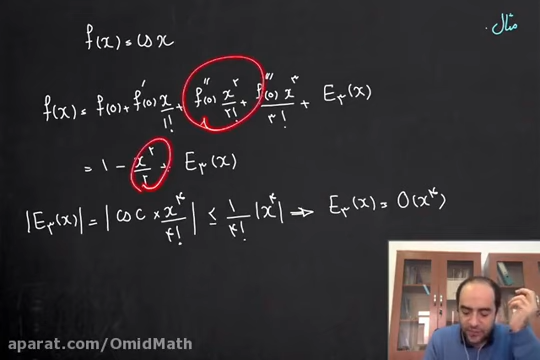 مثال.
f(x) = cos x
f(x) = f(0) + f'(0) x/1! + f''(0) x^۲/۲! + f'''(0) x^۳/۳! + E_۳(x)
= 1 - x^۲/۲ + E_۳(x)
|E_۳(x)| = |cos c × x^۴/۴!| ≤ 1/۴! |x^۴| ⇒ E_۳(x) = O(x^۴)
aparat.com/OmidMath